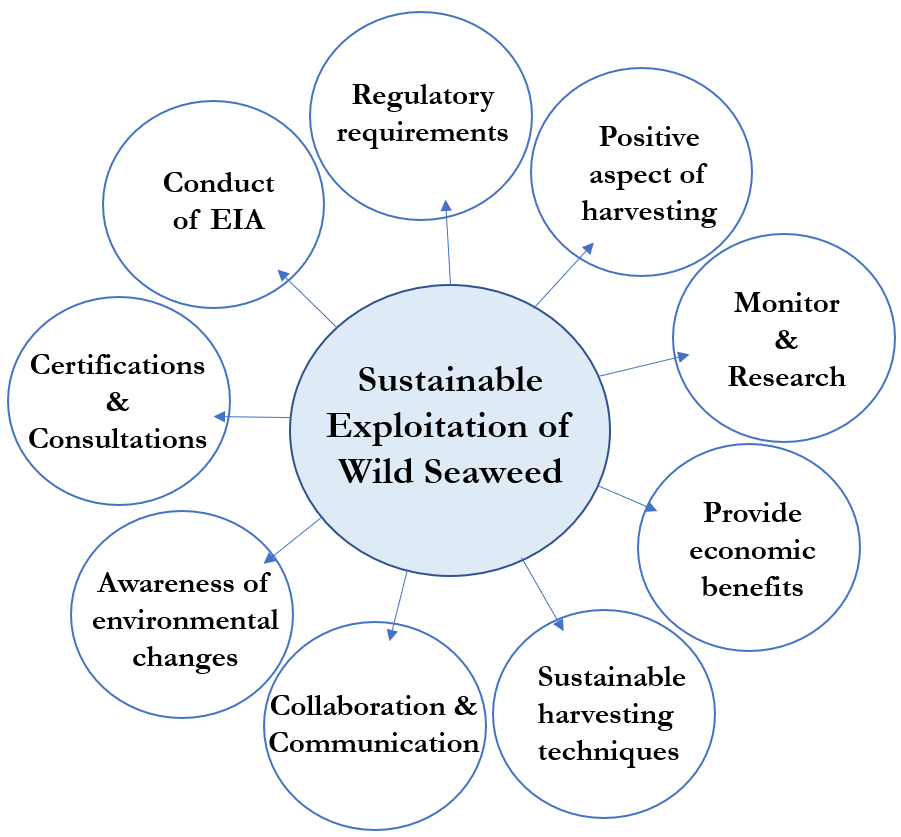 Regulatory
requirements
Positive
aspect of
harvesting
Monitor
&
Research
Provide
economic
benefits
Sustainable
harvesting
techniques
Collaboration &
Communication
Awareness of
environmental
changes
Certifications
&
Consultations
Conduct
of EIA
Sustainable
Exploitation of
Wild Seaweed